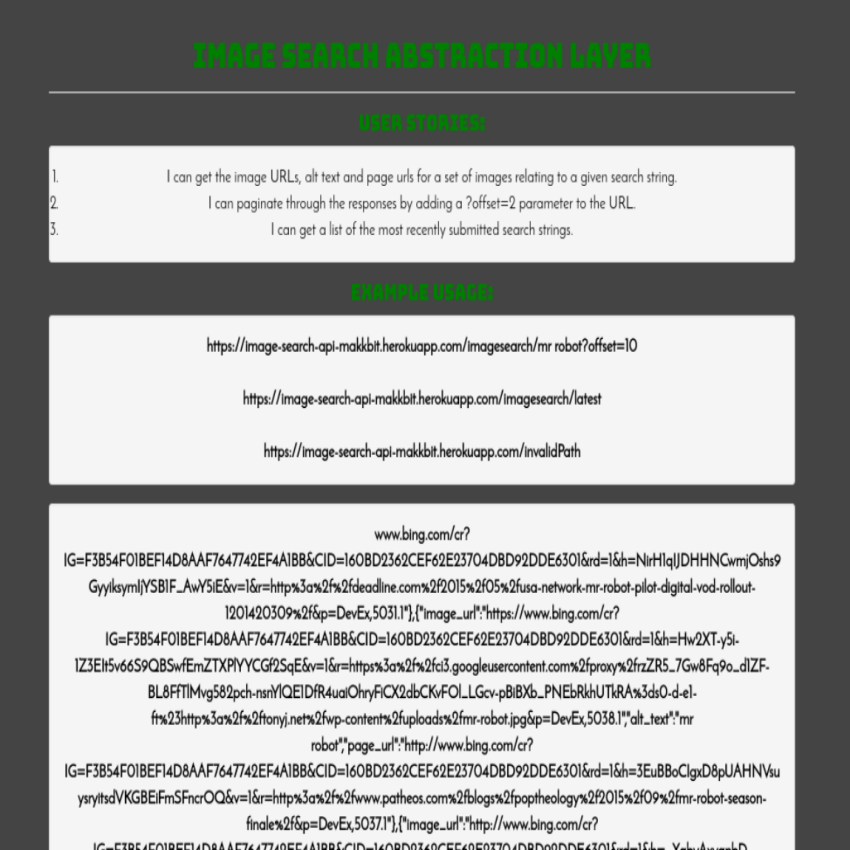 IMAGE SEARCH ABSTRACTION LAYER
USER STORIES:
1. I can get the image URLs, alt text and page urls for a set of images relating to a given search string.
2. I can paginate through the responses by adding a ?offset=2 parameter to the URL.
3. I can get a list of the most recently submitted search strings.
EXAMPLE USAGE:
https://image-search-api-makkbit.herokuapp.com/imagesearch/mr robot?offset=10
https://image-search-api-makkbit.herokuapp.com/imagesearch/latest
https://image-search-api-makkbit.herokuapp.com/invalidPath
www.bing.com/cr?
IG=F3B54F01BEF14D8AAF7647742EF4A1BB&CID=160BD2362CEF62E23704DBD92DDE6301&rd=1&h=NirH1qIJDHHNCwmjOshs9
GyyiksymIjYSB1F_AwY5iE&v=1&r=http%3a%2f%2fdeadline.com%2f2015%2f05%2fusa-network-mr-robot-pilot-digital-vod-rollout-
1201420309%2f&p=DevEx,5031.1"},{"image_url":"https://www.bing.com/cr?
IG=F3B54F01BEF14D8AAF7647742EF4A1BB&CID=160BD2362CEF62E23704DBD92DDE6301&rd=1&h=Hw2XT-y5i-
1Z3EIt5v66S9QBSwfEmZTXPlYYCGf2SqE&v=1&r=https%3a%2f%2fci3.googleusercontent.com%2fproxy%2frzZR5_7Gw8Fq9o_d1ZF-
BL8FfTlMvg582pch-nsnYlQE1DfR4uaiOhryFiCX2dbCKvFOl_LGcv-pBiBXb_PNEbRkhUTkRA%3ds0-d-e1-
ft%23http%3a%2f%2ftonyj.net%2fwp-content%2fuploads%2fmr-robot.jpg&p=DevEx,5038.1","alt_text":"mr
robot","page_url":"http://www.bing.com/cr?
IG=F3B54F01BEF14D8AAF7647742EF4A1BB&CID=160BD2362CEF62E23704DBD92DDE6301&rd=1&h=3EuBBoClgxD8pUAHNVsu
ysryitsdVKGBEiFmSFncrOQ&v=1&r=http%3a%2f%2fwww.patheos.com%2fblogs%2fpoptheology%2f2015%2f09%2fmr-robot-season-
finale%2f&p=DevEx,5037.1"},{"image_url":"http://www.bing.com/cr?